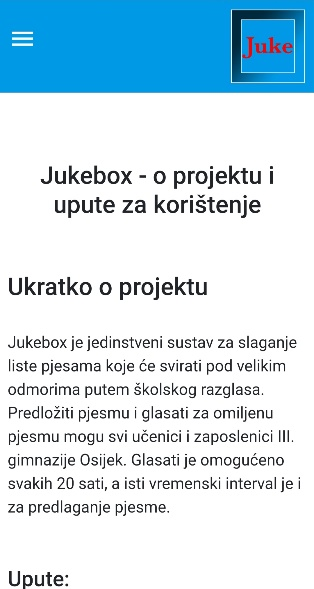 Juke
Jukebox - o projektu i
upute za korištenje
Ukratko o projektu
Jukebox je jedinstveni sustav za slaganje
liste pjesama koje će svirati pod velikim
odmorima putem školskog razglasa.
Predložiti pjesmu i glasati za omiljenu
pjesmu mogu svi učenici i zaposlenici III.
gimnazije Osijek. Glasati je omogućeno
svakih 20 sati, a isti vremenski interval je i
za predlaganje pjesme.
Upute: